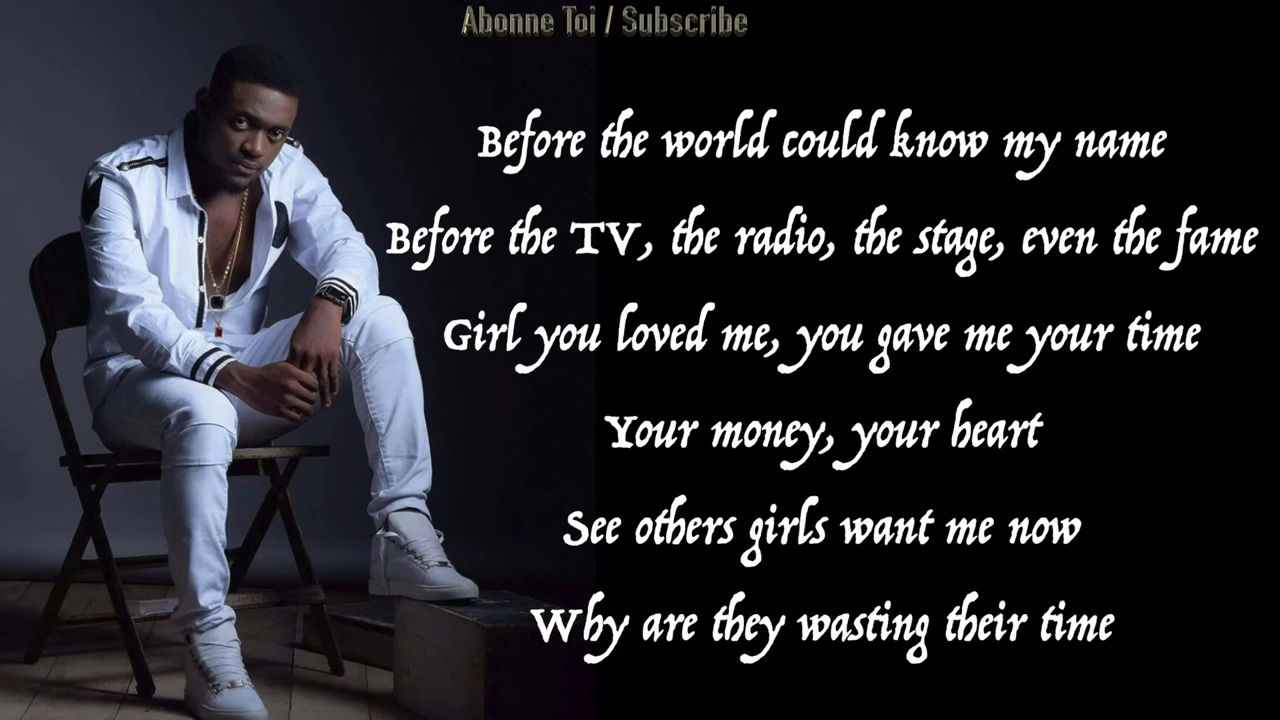 Abonne Toi / Subscribe
Before the world could know my name
Before the TV, the radio, the stage, even the fame
Girl you loved me, you gave me your time
Your money, your heart
See others girls want me now
Why are they wasting their time